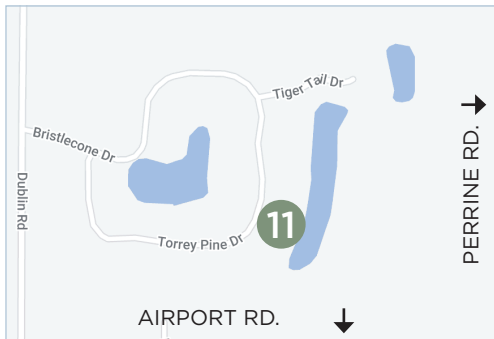 Tiger Tail Dr
Bristlecone Dr
PERRINE RD.
Dublin Rd
11
Torrey Pine Dr
AIRPORT RD.